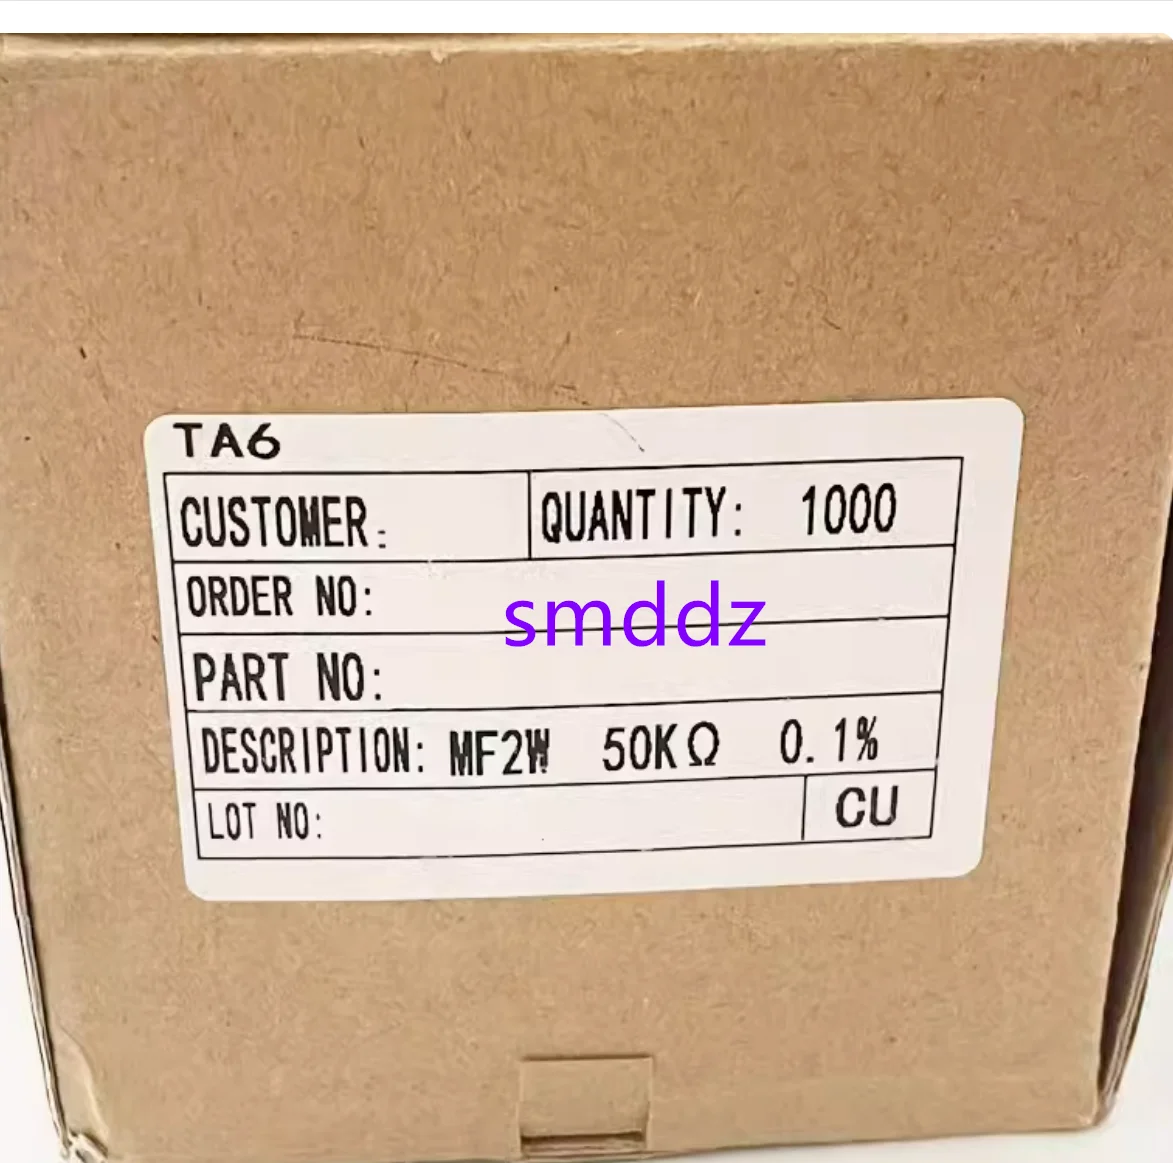 TA6
CUSTOMER: QUANTITY: 1000
ORDER NO:
smddz
PART NO:
DESCRIPTION: MF2W 50KΩ 0.1%
LOT NO: CU